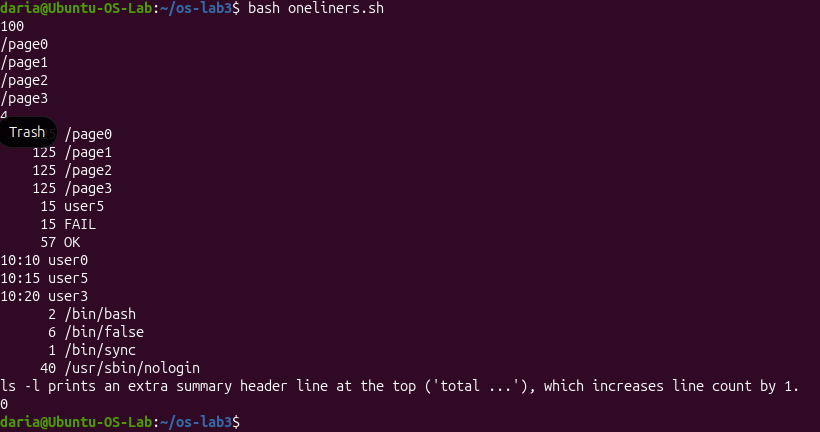 daria@Ubuntu-OS-Lab:~/os-lab3$ bash oneliners.sh
100
/page0
/page1
/page2
/page3
4
Trash
/page0
125 /page1
125 /page2
125 /page3
15 user5
15 FAIL
57 OK
10:10 user0
10:15 user5
10:20 user3
2 /bin/bash
6 /bin/false
1 /bin/sync
40 /usr/sbin/nologin
ls -l prints an extra summary header line at the top ('total ...'), which increases line count by 1.
0
daria@Ubuntu-OS-Lab:~/os-lab3$